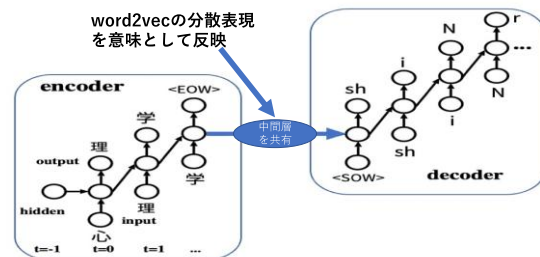 word2vecの分散表現
を意味として反映
encoder
<EOW>
学
理
output
hidden
心
input
理
学
t=-1 t=0 t=1 ...
中間層
を共有
r
N
i
sh
...
N
i
sh
<SOW>
decoder